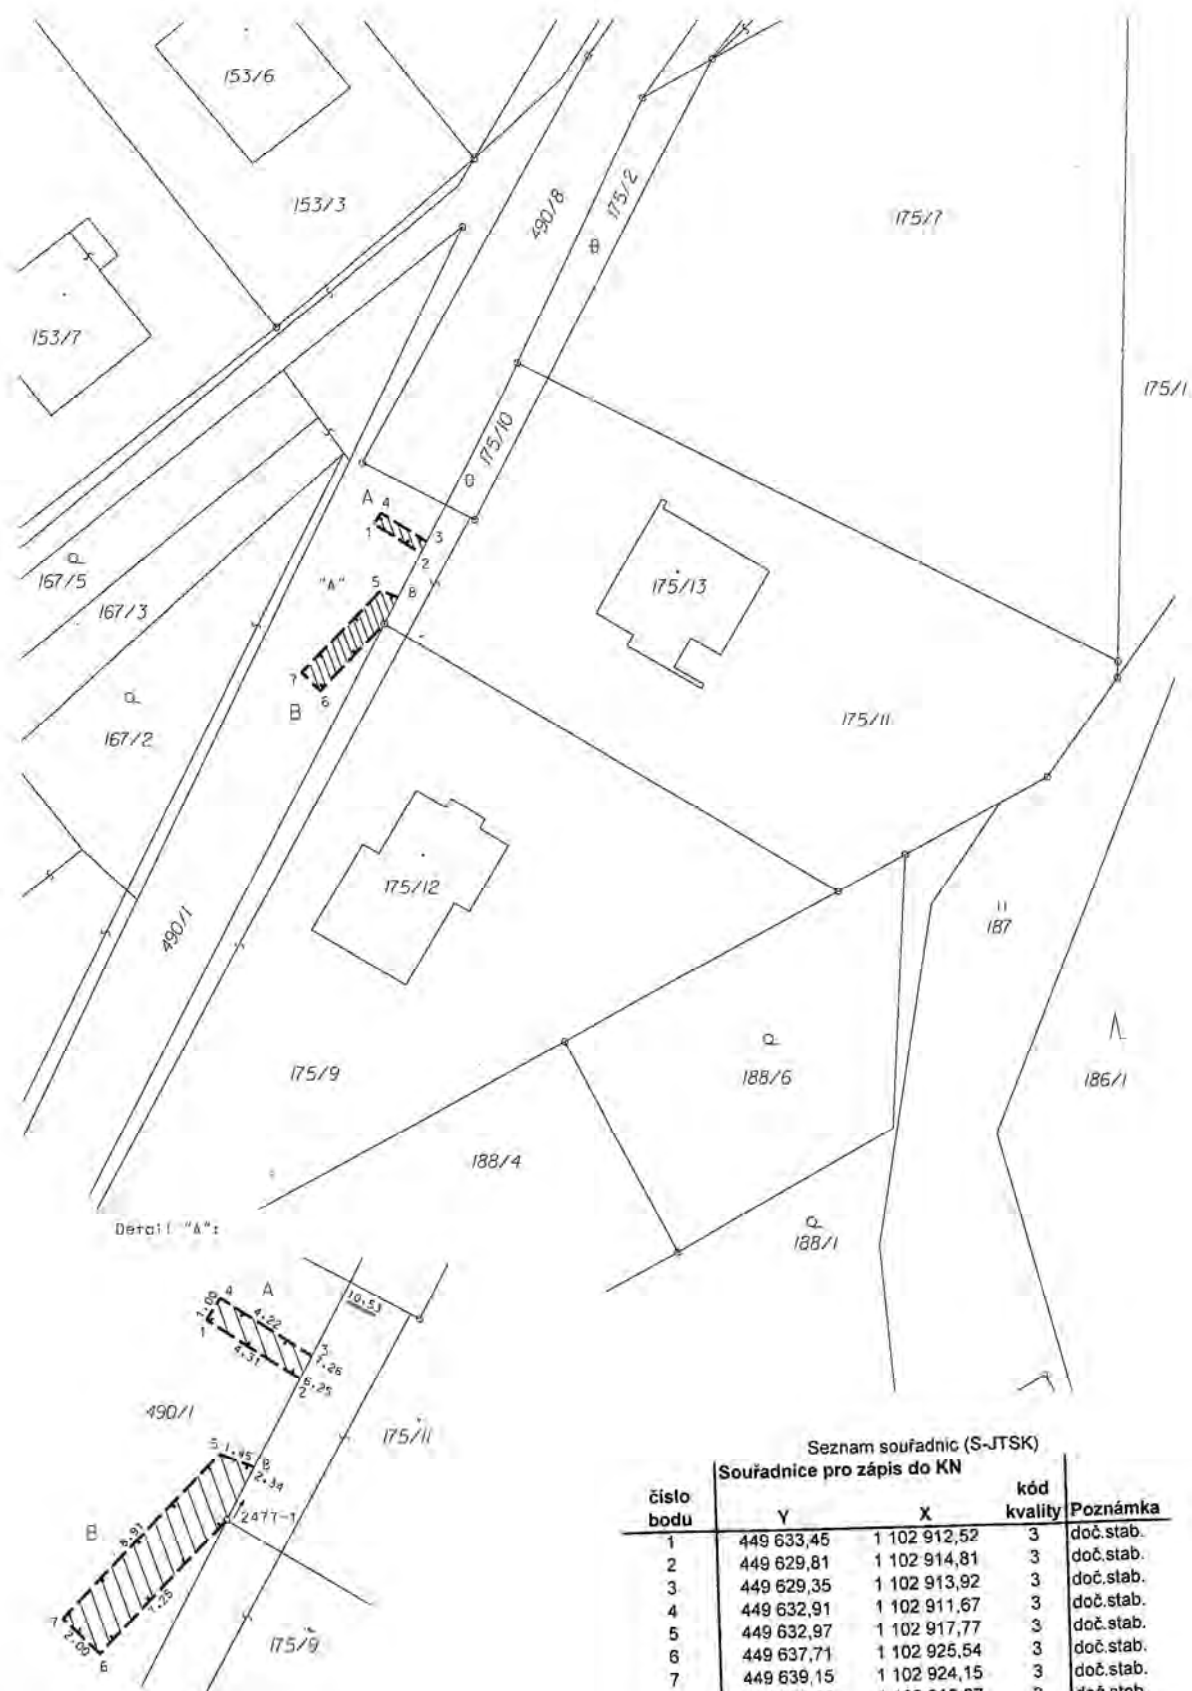 153/6
153/3
490/8
175/2
175/7
153/7
175/1
175/10
A 4
1
3
2
"A"
5
8
175/13
167/5
167/3
7
6
B
167/2
175/11
175/12
490/1
187
175/9
188/6
186/1
188/4
188/1
Detail "A":
A
4
1.00
4.22
10.53
1
3
7.26
4.31
6.25
2
490/1
175/11
5 1.45 8
2.34
2477-1
B
8.91
7.25
7
2.00
6
175/9
Seznam souřadnic (S-JTSK)
Souřadnice pro zápis do KN
číslo bodu Y X kód kvality Poznámka
1 449 633,45 1 102 912,52 3 doč.stab.
2 449 629,81 1 102 914,81 3 doč.stab.
3 449 629,35 1 102 913,92 3 doč.stab.
4 449 632,91 1 102 911,67 3 doč.stab.
5 449 632,97 1 102 917,77 3 doč.stab.
6 449 637,71 1 102 925,54 3 doč.stab.
7 449 639,15 1 102 924,15 3 doč.stab.